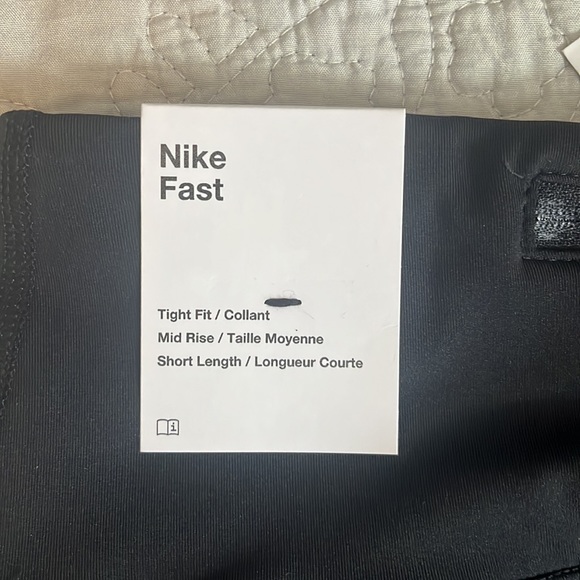 Nike
Fast
Tight Fit / Collant
Mid Rise / Taille Moyenne
Short Length / Longueur Courte
i